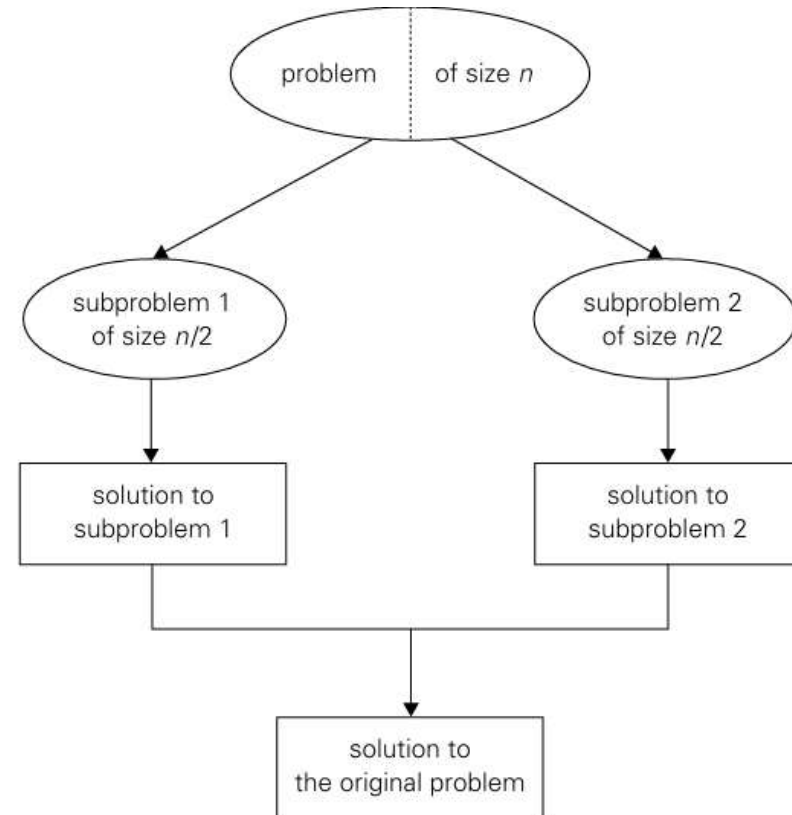 problem of size n
subproblem 1
of size n/2
subproblem 2
of size n/2
solution to
subproblem 1
solution to
subproblem 2
solution to
the original problem